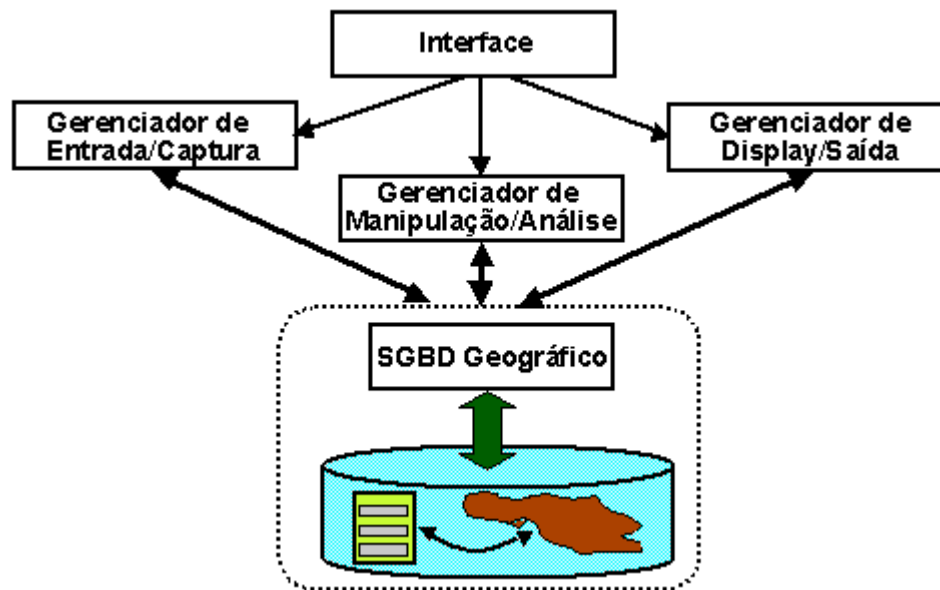 Interface
Gerenciador de
Entrada/Captura
Gerenciador de
Manipulação/Análise
Gerenciador de
Display/Saída
SGBD Geográfico